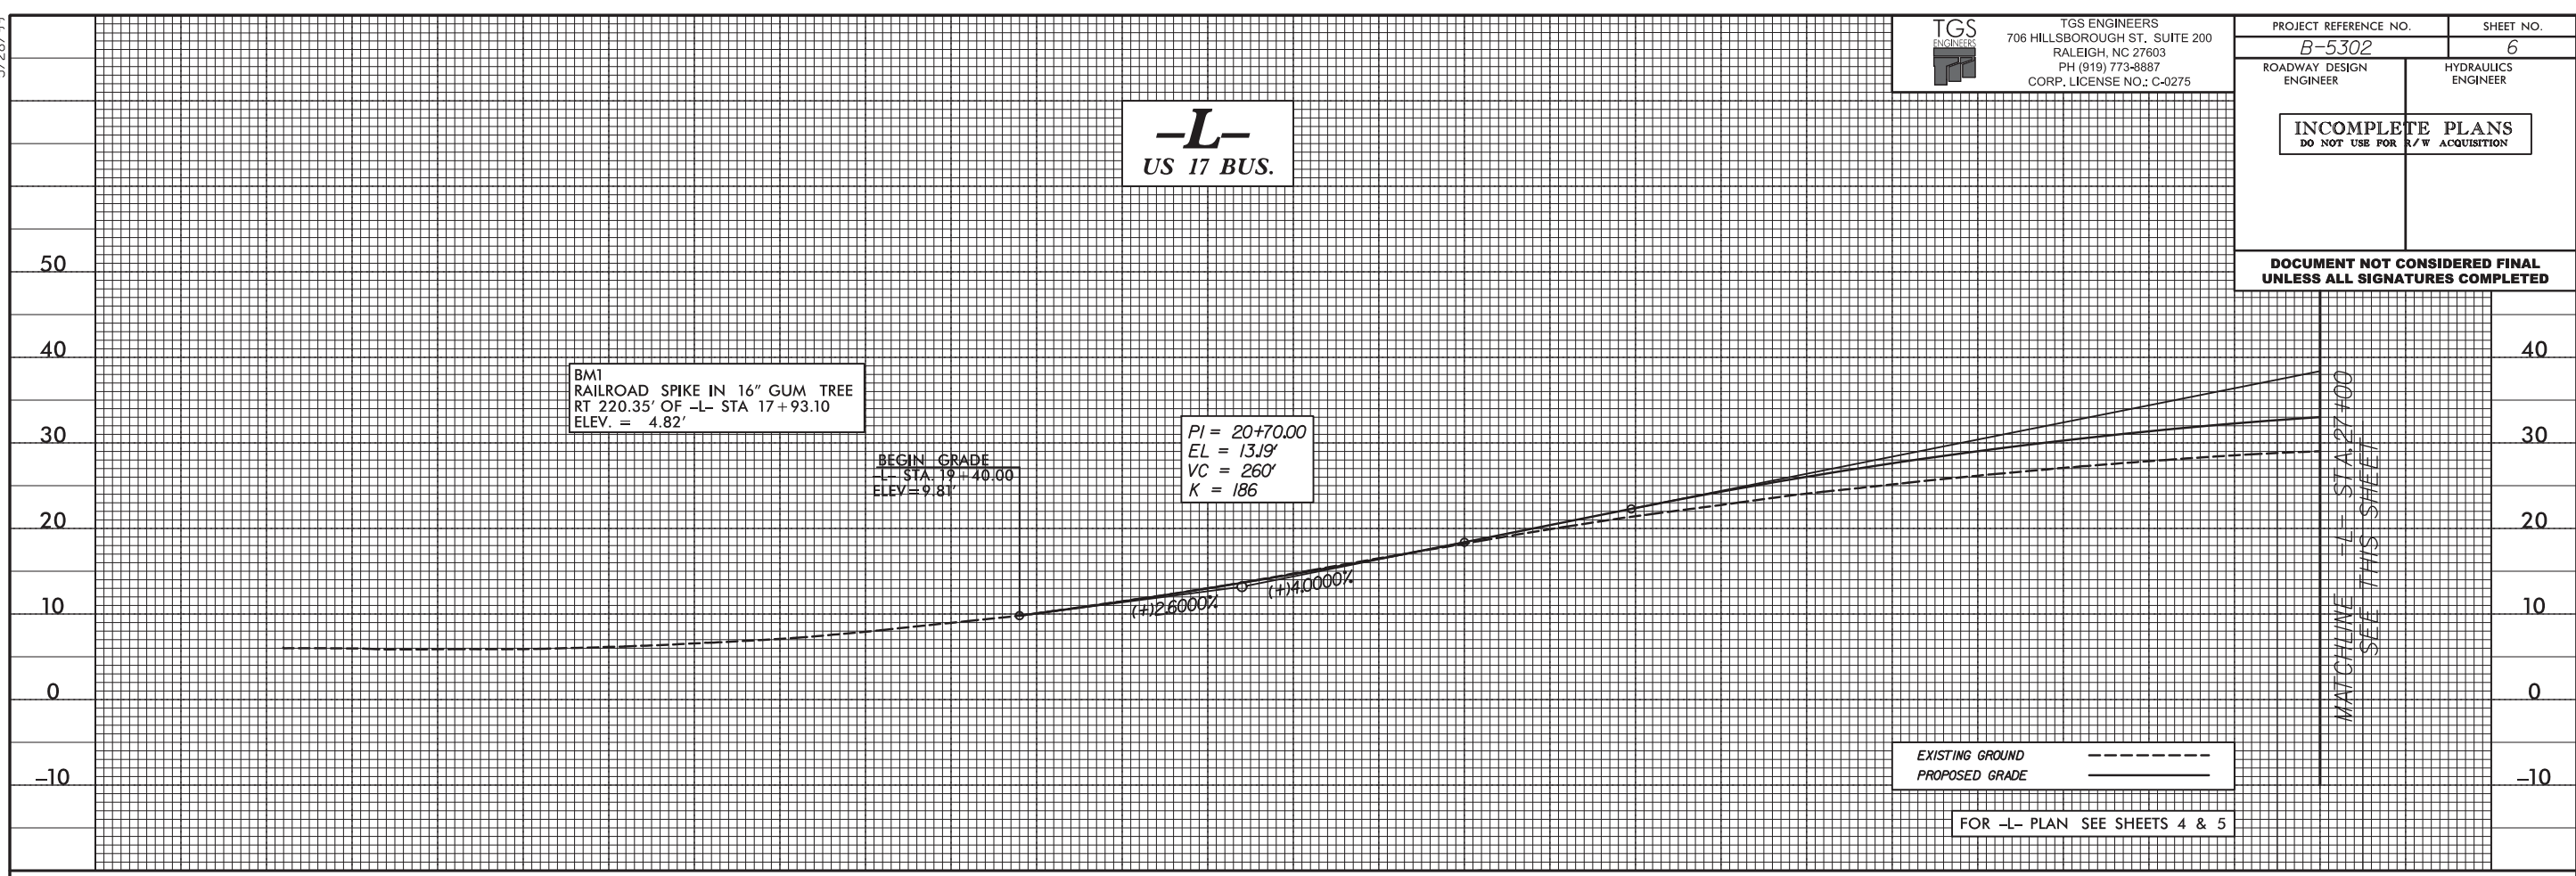 TGS
ENGINEERS
TGS ENGINEERS
706 HILLSBOROUGH ST. SUITE 200
RALEIGH, NC 27603
PH (919) 773-8887
CORP. LICENSE NO.: C-0275
PROJECT REFERENCE NO.
SHEET NO.
B-5302
6
ROADWAY DESIGN
ENGINEER
HYDRAULICS
ENGINEER
INCOMPLETE PLANS
DO NOT USE FOR R/W ACQUISITION
DOCUMENT NOT CONSIDERED FINAL
UNLESS ALL SIGNATURES COMPLETED
–L–
US 17 BUS.
50
40
30
20
10
0
–10
BM1
RAILROAD SPIKE IN 16" GUM TREE
RT 220.35' OF –L– STA 17+93.10
ELEV. = 4.82'
BEGIN GRADE
–L– STA. 19+40.00
ELEV=9.81'
PI = 20+70.00
EL = 13.19'
VC = 260'
K = 186
(+)2.6000%
(+)4.0000%
MATCHLINE -L- STA. 27+00
SEE THIS SHEET
40
30
20
10
0
–10
EXISTING GROUND
PROPOSED GRADE
FOR –L– PLAN SEE SHEETS 4 & 5